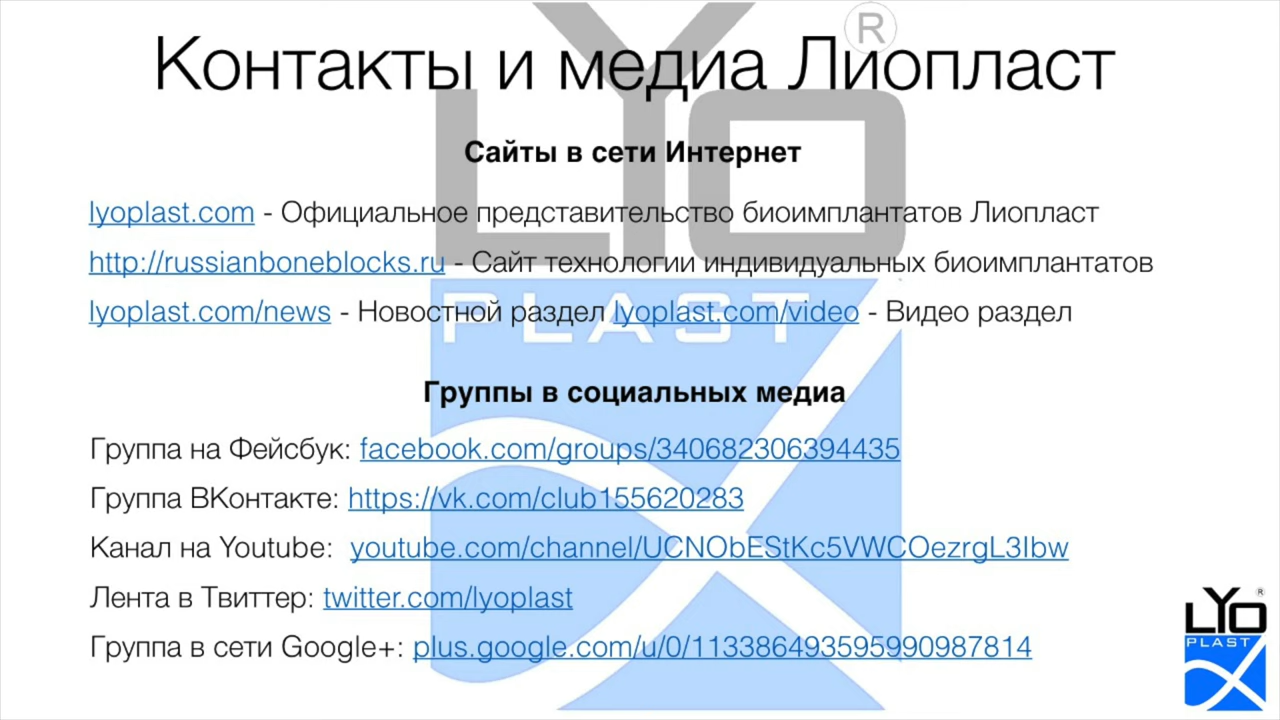 Контакты и медиа Лиопласт
Сайты в сети Интернет
lyoplast.com - Официальное представительство биоимплантатов Лиопласт
http://russianboneblocks.ru - Сайт технологии индивидуальных биоимплантатов
lyoplast.com/news - Новостной раздел lyoplast.com/video - Видео раздел
Группы в социальных медиа
Группа на Фейсбук: facebook.com/groups/340682306394435
Группа ВКонтакте: https://vk.com/club155620283
Канал на Youtube: youtube.com/channel/UCNObEStKc5VWCOezrgL3Ibw
Лента в Твиттер: twitter.com/lyoplast
Группа в сети Google+: plus.google.com/u/0/113386493595990987814
LYO ®
PLAST
LYO ®
PLAST